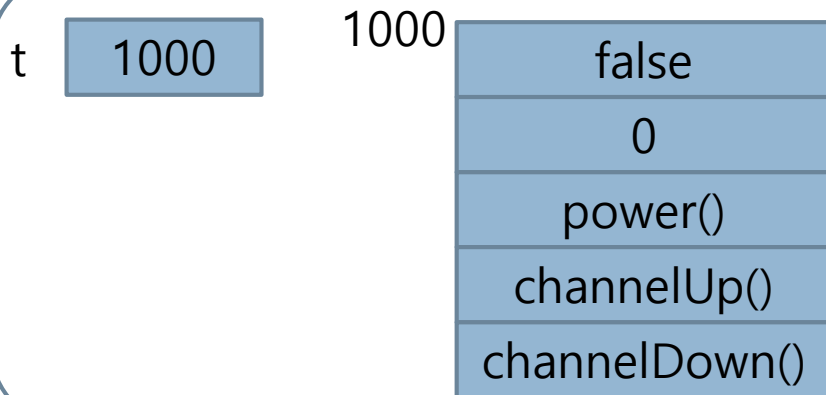 t
1000
1000
false
0
power()
channelUp()
channelDown()